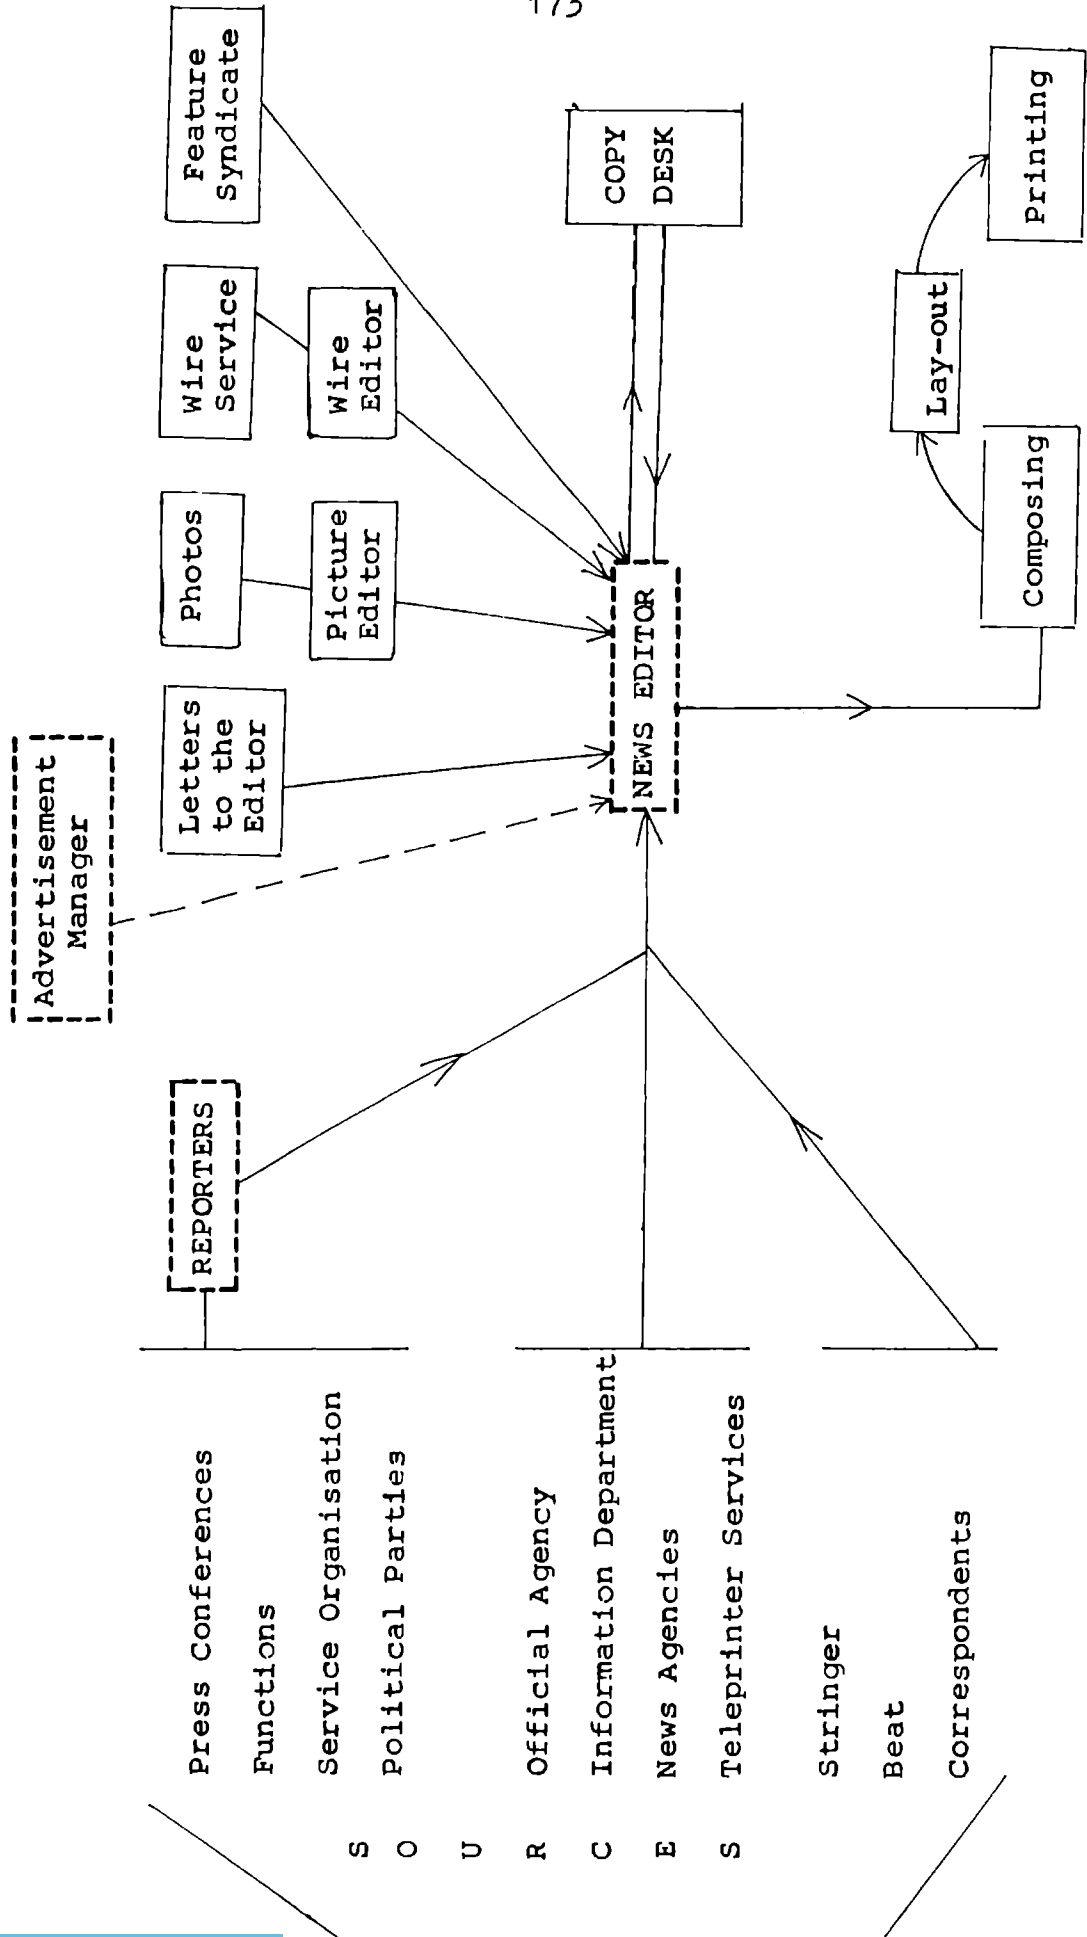 173
Advertisement
Manager
Letters
to the
Editor
Photos
Picture
Editor
Wire
Service
Wire
Editor
Feature
Syndicate
REPORTERS
NEWS EDITOR
COPY
DESK
Composing
Lay-out
Printing
SOURCES
Press Conferences
Functions
Service Organisation
Political Parties
Official Agency
Information Department
News Agencies
Teleprinter Services
Stringer
Beat
Correspondents